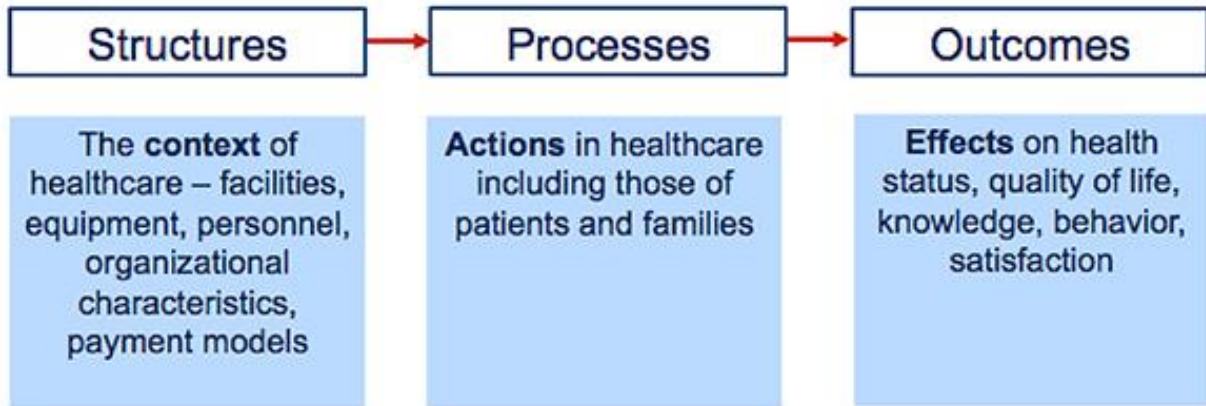 Structures
Processes
Outcomes
The context of
healthcare – facilities,
equipment, personnel,
organizational
characteristics,
payment models
Actions in healthcare
including those of
patients and families
Effects on health
status, quality of life,
knowledge, behavior,
satisfaction